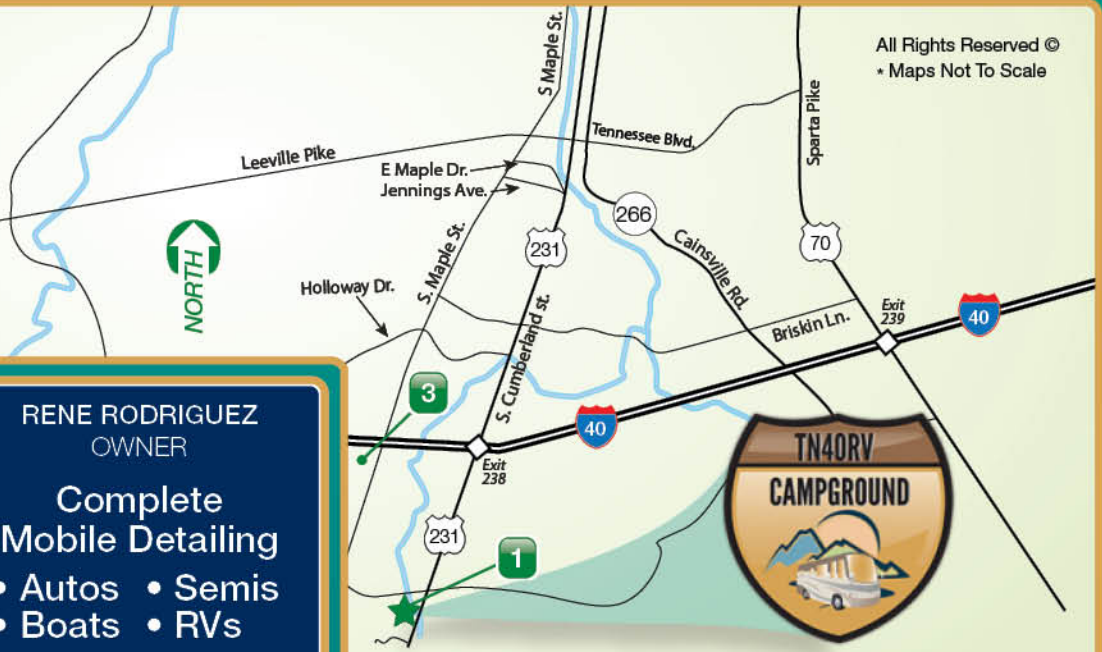 All Rights Reserved ©
* Maps Not To Scale
S Maple St.
Sparta Pike
Tennessee Blvd.
Leeville Pike
E Maple Dr.
Jennings Ave.
266
231
70
Cainsville Rd.
S. Maple St.
NORTH
Holloway Dr.
S. Cumberland st.
Briskin Ln.
Exit
239
40
3
40
Exit
238
231
1
RENE RODRIGUEZ
OWNER
Complete
Mobile Detailing
• Autos • Semis
• Boats • RVs
TN40RV
CAMPGROUND